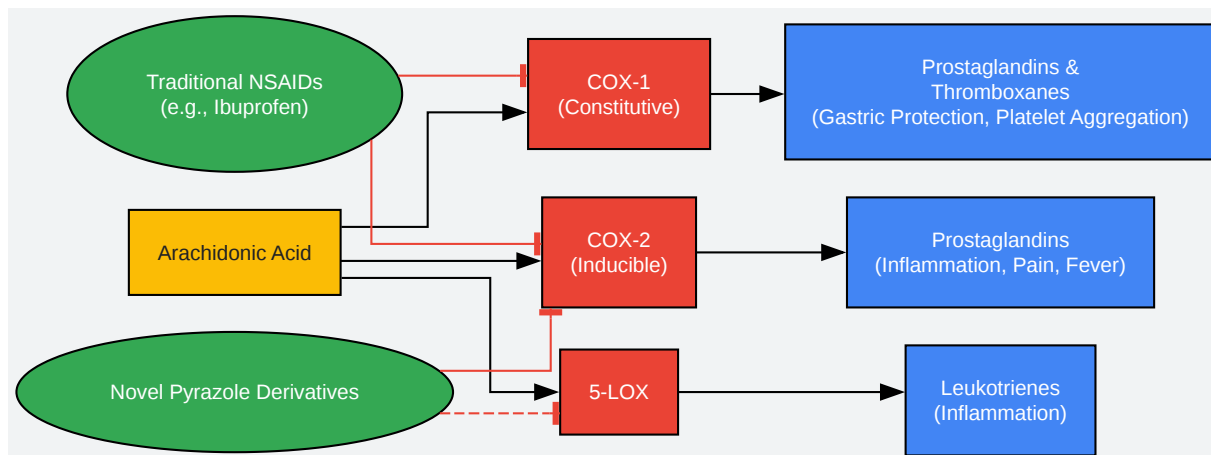 Traditional NSAIDs
(e.g., Ibuprofen)
COX-1
(Constitutive)
Prostaglandins &
Thromboxanes
(Gastric Protection, Platelet Aggregation)
Arachidonic Acid
COX-2
(Inducible)
Prostaglandins
(Inflammation, Pain, Fever)
Novel Pyrazole Derivatives
5-LOX
Leukotrienes
(Inflammation)